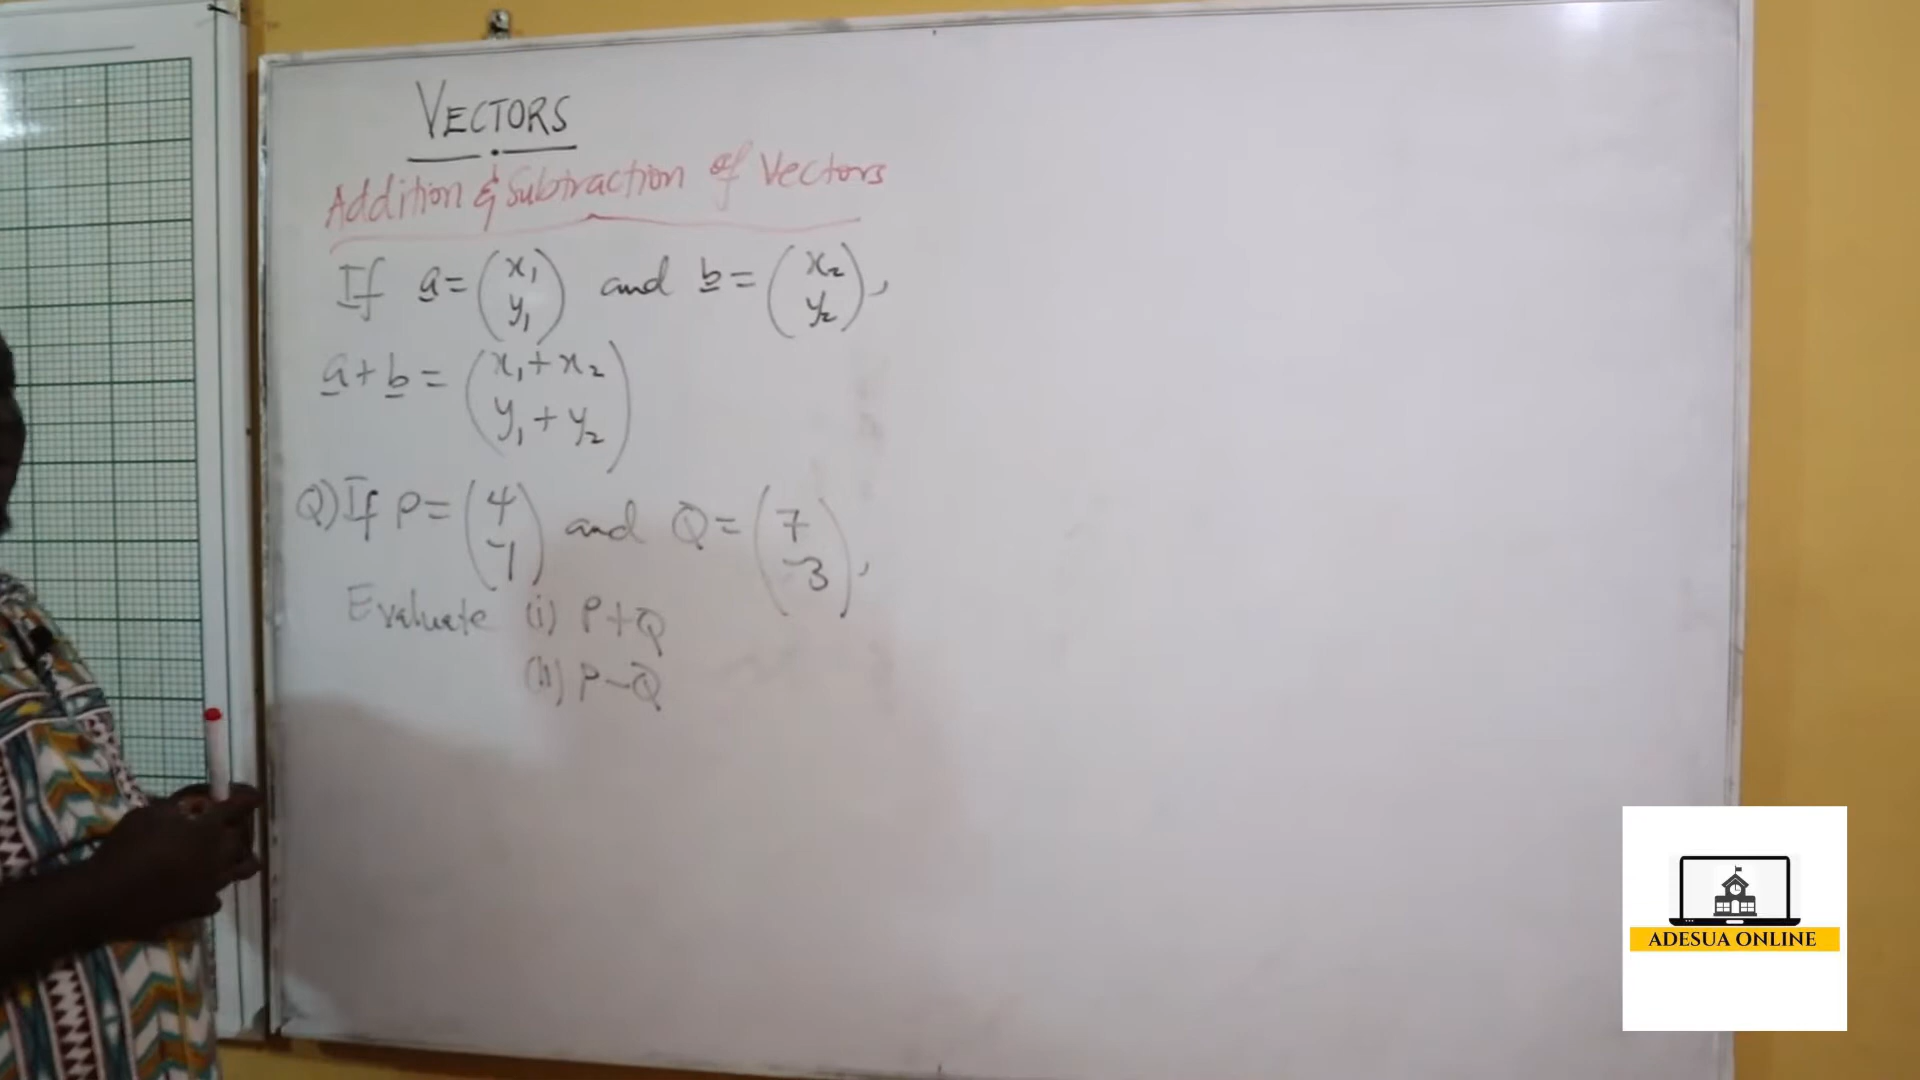 VECTORS
Addition & Subtraction of Vectors
If a = (x₁ y₁) and b = (x₂ y₂),
a + b = (x₁ + x₂ y₁ + y₂)
Q) If P = (4 -1) and Q = (7 -3),
Evaluate (i) P+Q
(ii) P-Q
ADESUA ONLINE